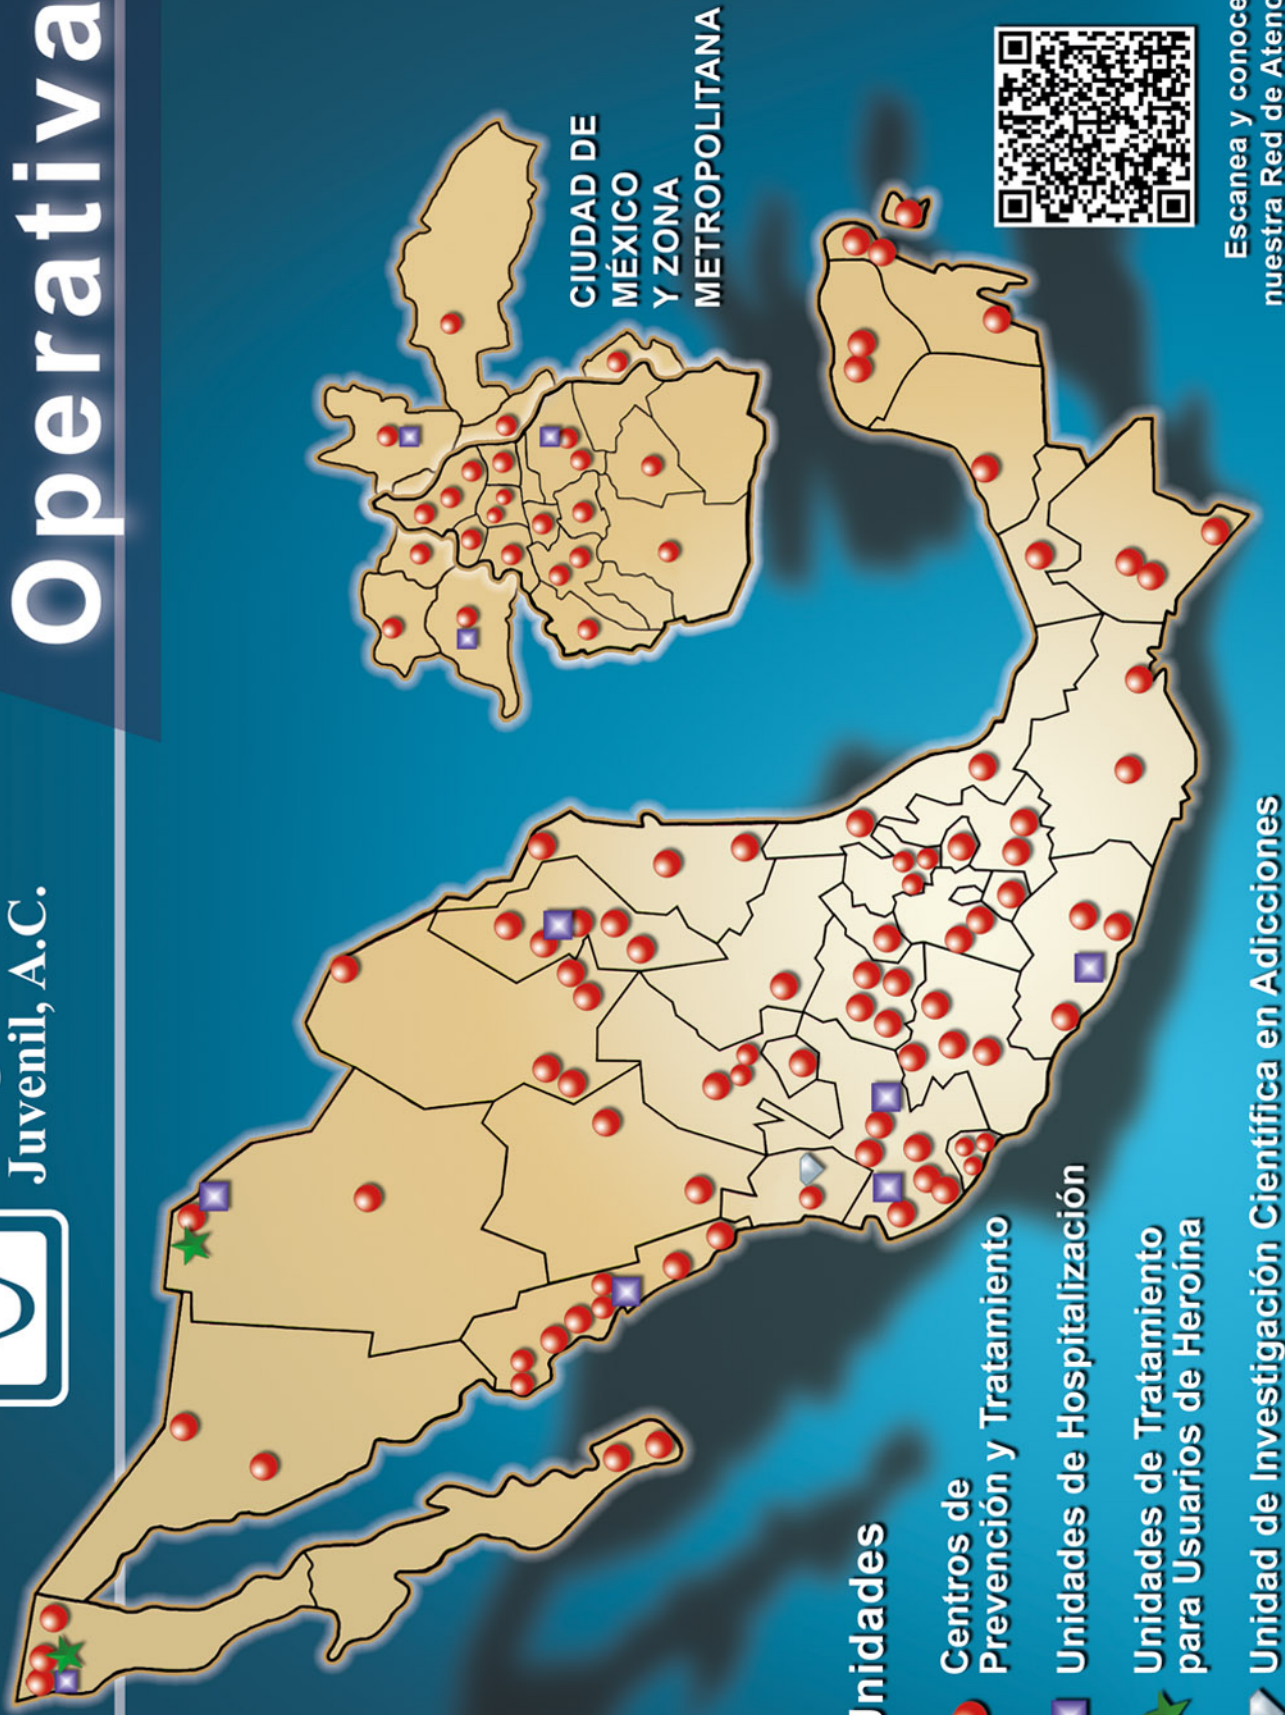 Juvenil, A.C.
Operativa
CIUDAD DE
MÉXICO
Y ZONA
METROPOLITANA
Unidades
Centros de
Prevención y Tratamiento
Unidades de Hospitalización
Unidades de Tratamiento
para Usuarios de Heroína
Unidad de Investigación Científica en Adicciones
Escanea y conoce
nuestra Red de Atenc